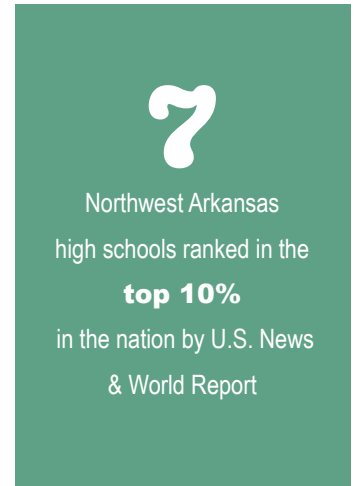 7
Northwest Arkansas
high schools ranked in the
top 10%
in the nation by U.S. News
& World Report